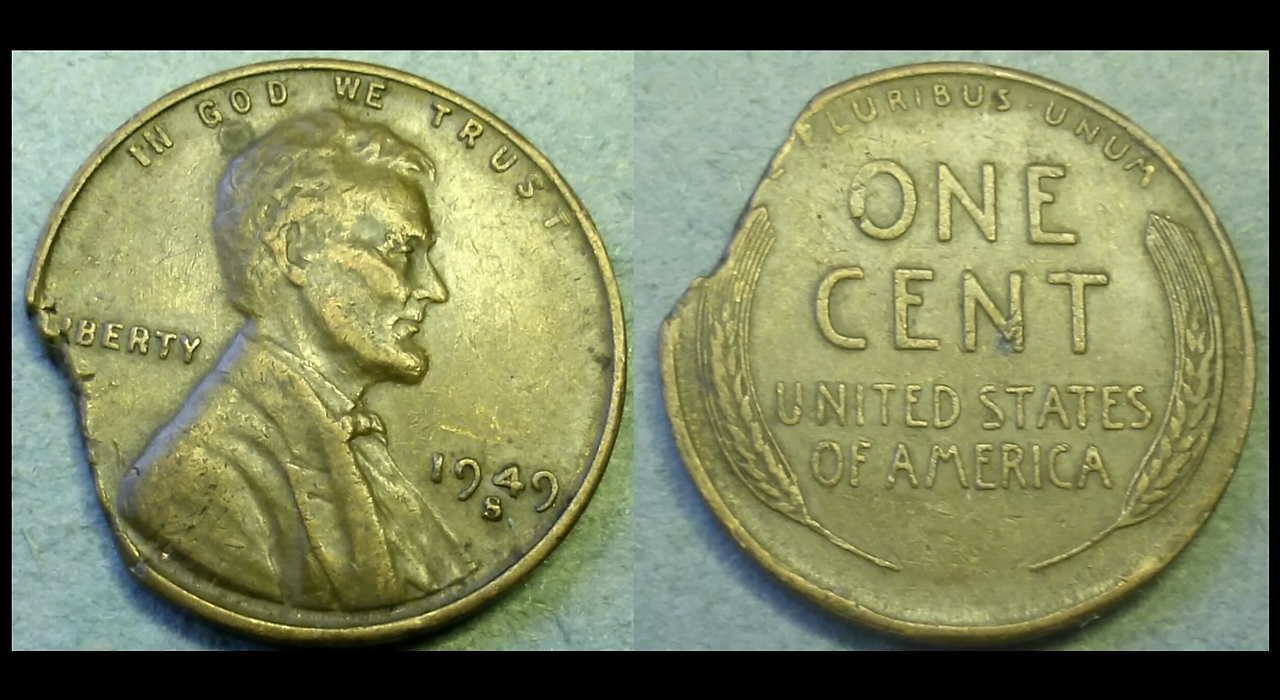 IN GOD WE TRUST
LIBERTY
1949
S
PLURIBUS · UNUM
ONE
CENT
UNITED STATES
OF AMERICA